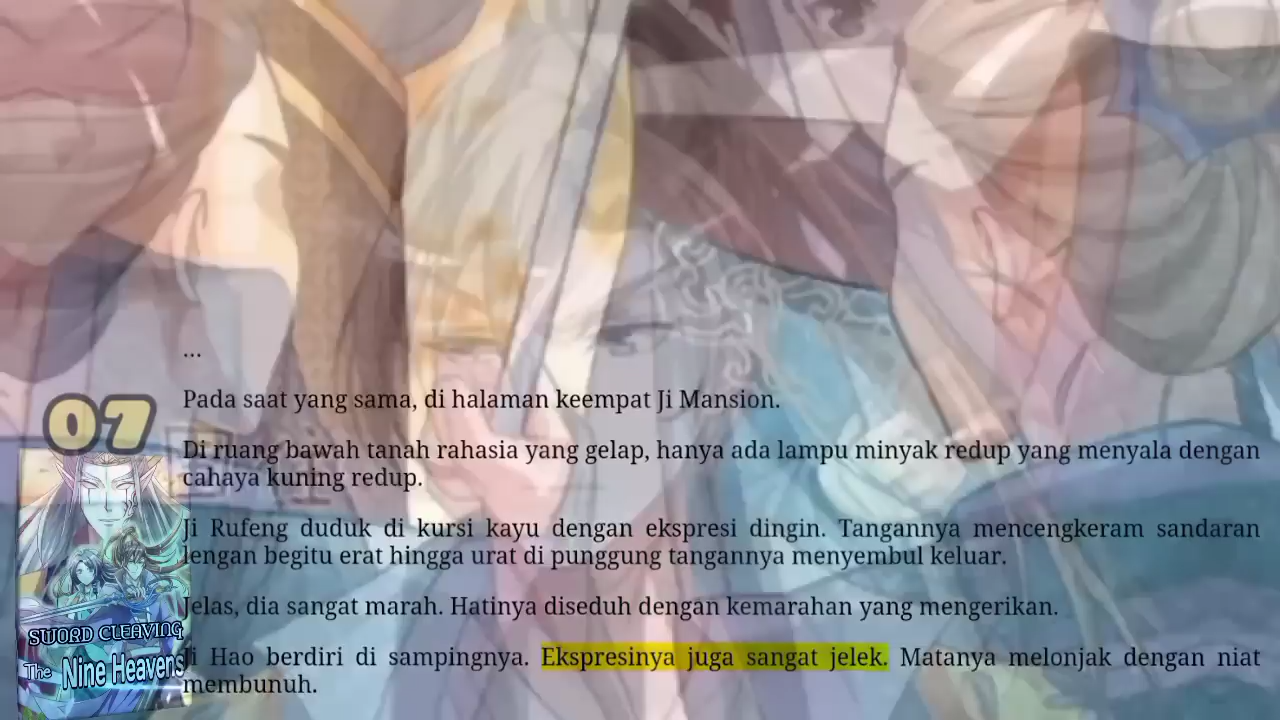 ...
Pada saat yang sama, di halaman keempat Ji Mansion.
Di ruang bawah tanah rahasia yang gelap, hanya ada lampu minyak redup yang menyala dengan
cahaya kuning redup.
Ji Rufeng duduk di kursi kayu dengan ekspresi dingin. Tangannya mencengkeram sandaran
lengan begitu erat hingga urat di punggung tangannya menyembul keluar.
Jelas, dia sangat marah. Hatinya diseduh dengan kemarahan yang mengerikan.
Ji Hao berdiri di sampingnya. Ekspresinya juga sangat jelek. Matanya melonjak dengan niat
membunuh.
07
SWORD CLEAVING
The Nine Heavens